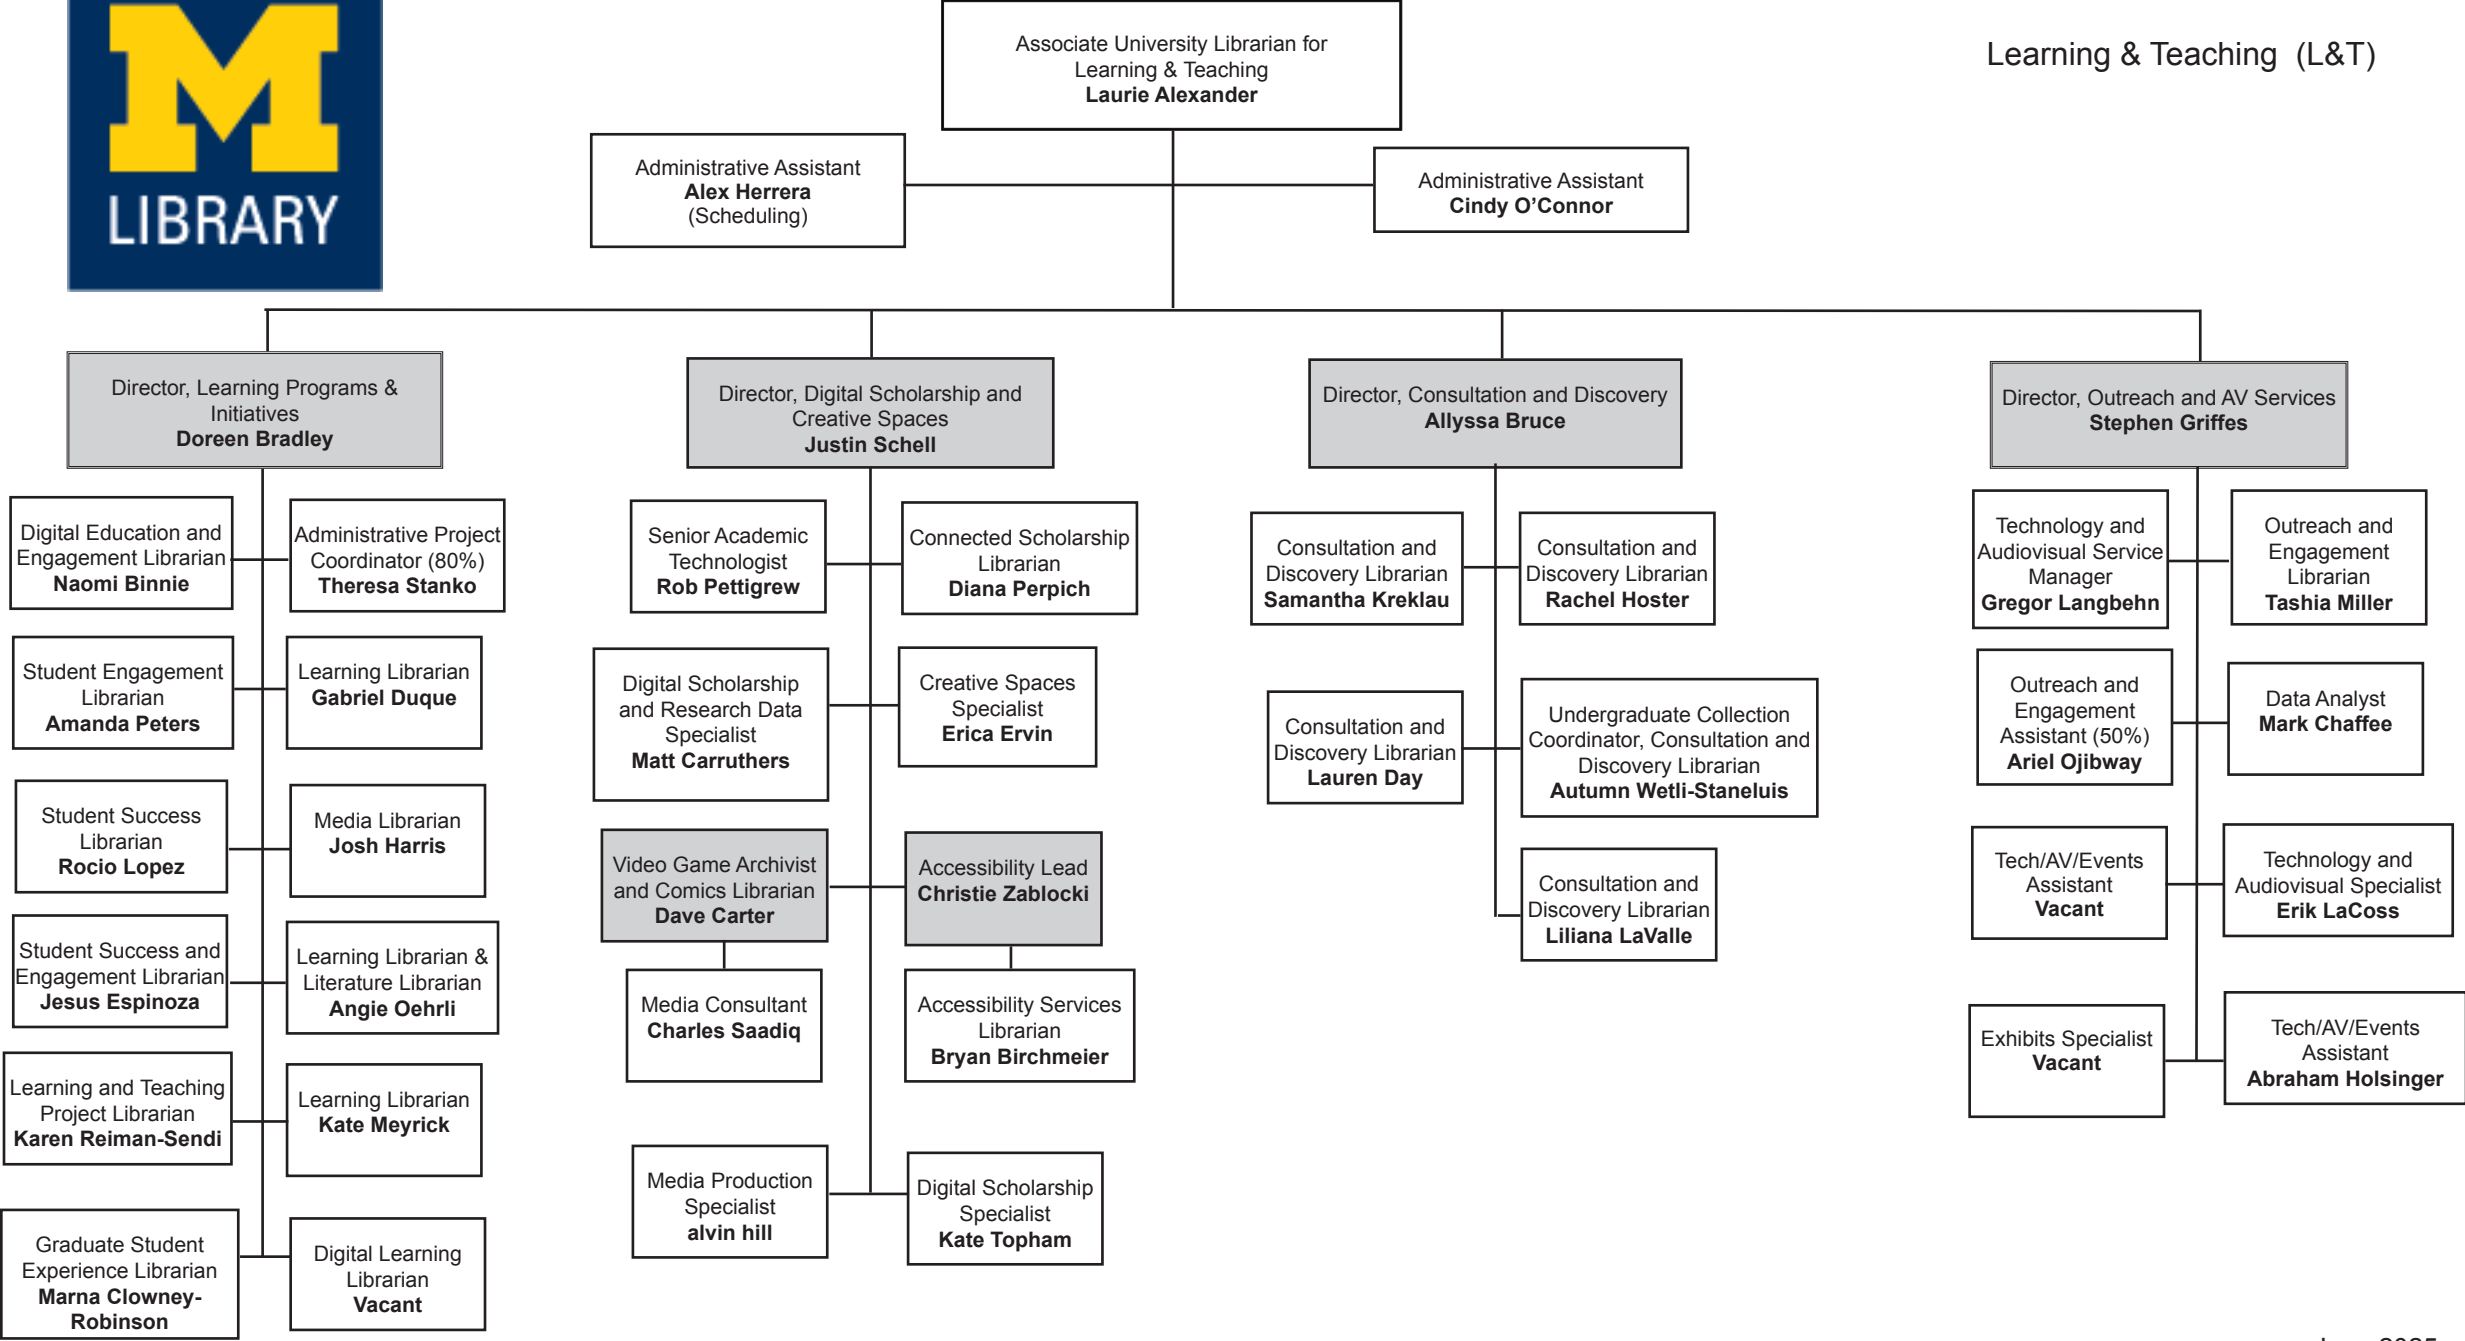 LIBRARY
Learning & Teaching (L&T)
Associate University Librarian for
Learning & Teaching
Laurie Alexander
Administrative Assistant
Alex Herrera
(Scheduling)
Administrative Assistant
Cindy O’Connor
Director, Learning Programs &
Initiatives
Doreen Bradley
Director, Digital Scholarship and
Creative Spaces
Justin Schell
Director, Consultation and Discovery
Allyssa Bruce
Director, Outreach and AV Services
Stephen Griffes
Digital Education and
Engagement Librarian
Naomi Binnie
Administrative Project
Coordinator (80%)
Theresa Stanko
Student Engagement
Librarian
Amanda Peters
Learning Librarian
Gabriel Duque
Student Success
Librarian
Rocio Lopez
Media Librarian
Josh Harris
Student Success and
Engagement Librarian
Jesus Espinoza
Learning Librarian &
Literature Librarian
Angie Oehrli
Learning and Teaching
Project Librarian
Karen Reiman-Sendi
Learning Librarian
Kate Meyrick
Graduate Student
Experience Librarian
Marna Clowney-
Robinson
Digital Learning
Librarian
Vacant
Senior Academic
Technologist
Rob Pettigrew
Connected Scholarship
Librarian
Diana Perpich
Digital Scholarship
and Research Data
Specialist
Matt Carruthers
Creative Spaces
Specialist
Erica Ervin
Video Game Archivist
and Comics Librarian
Dave Carter
Accessibility Lead
Christie Zablocki
Media Consultant
Charles Saadiq
Accessibility Services
Librarian
Bryan Birchmeier
Media Production
Specialist
alvin hill
Digital Scholarship
Specialist
Kate Topham
Consultation and
Discovery Librarian
Samantha Kreklau
Consultation and
Discovery Librarian
Rachel Hoster
Consultation and
Discovery Librarian
Lauren Day
Undergraduate Collection
Coordinator, Consultation and
Discovery Librarian
Autumn Wetli-Staneluis
Consultation and
Discovery Librarian
Liliana LaValle
Technology and
Audiovisual Service
Manager
Gregor Langbehn
Outreach and
Engagement
Librarian
Tashia Miller
Outreach and
Engagement
Assistant (50%)
Ariel Ojibway
Data Analyst
Mark Chaffee
Tech/AV/Events
Assistant
Vacant
Technology and
Audiovisual Specialist
Erik LaCoss
Exhibits Specialist
Vacant
Tech/AV/Events
Assistant
Abraham Holsinger